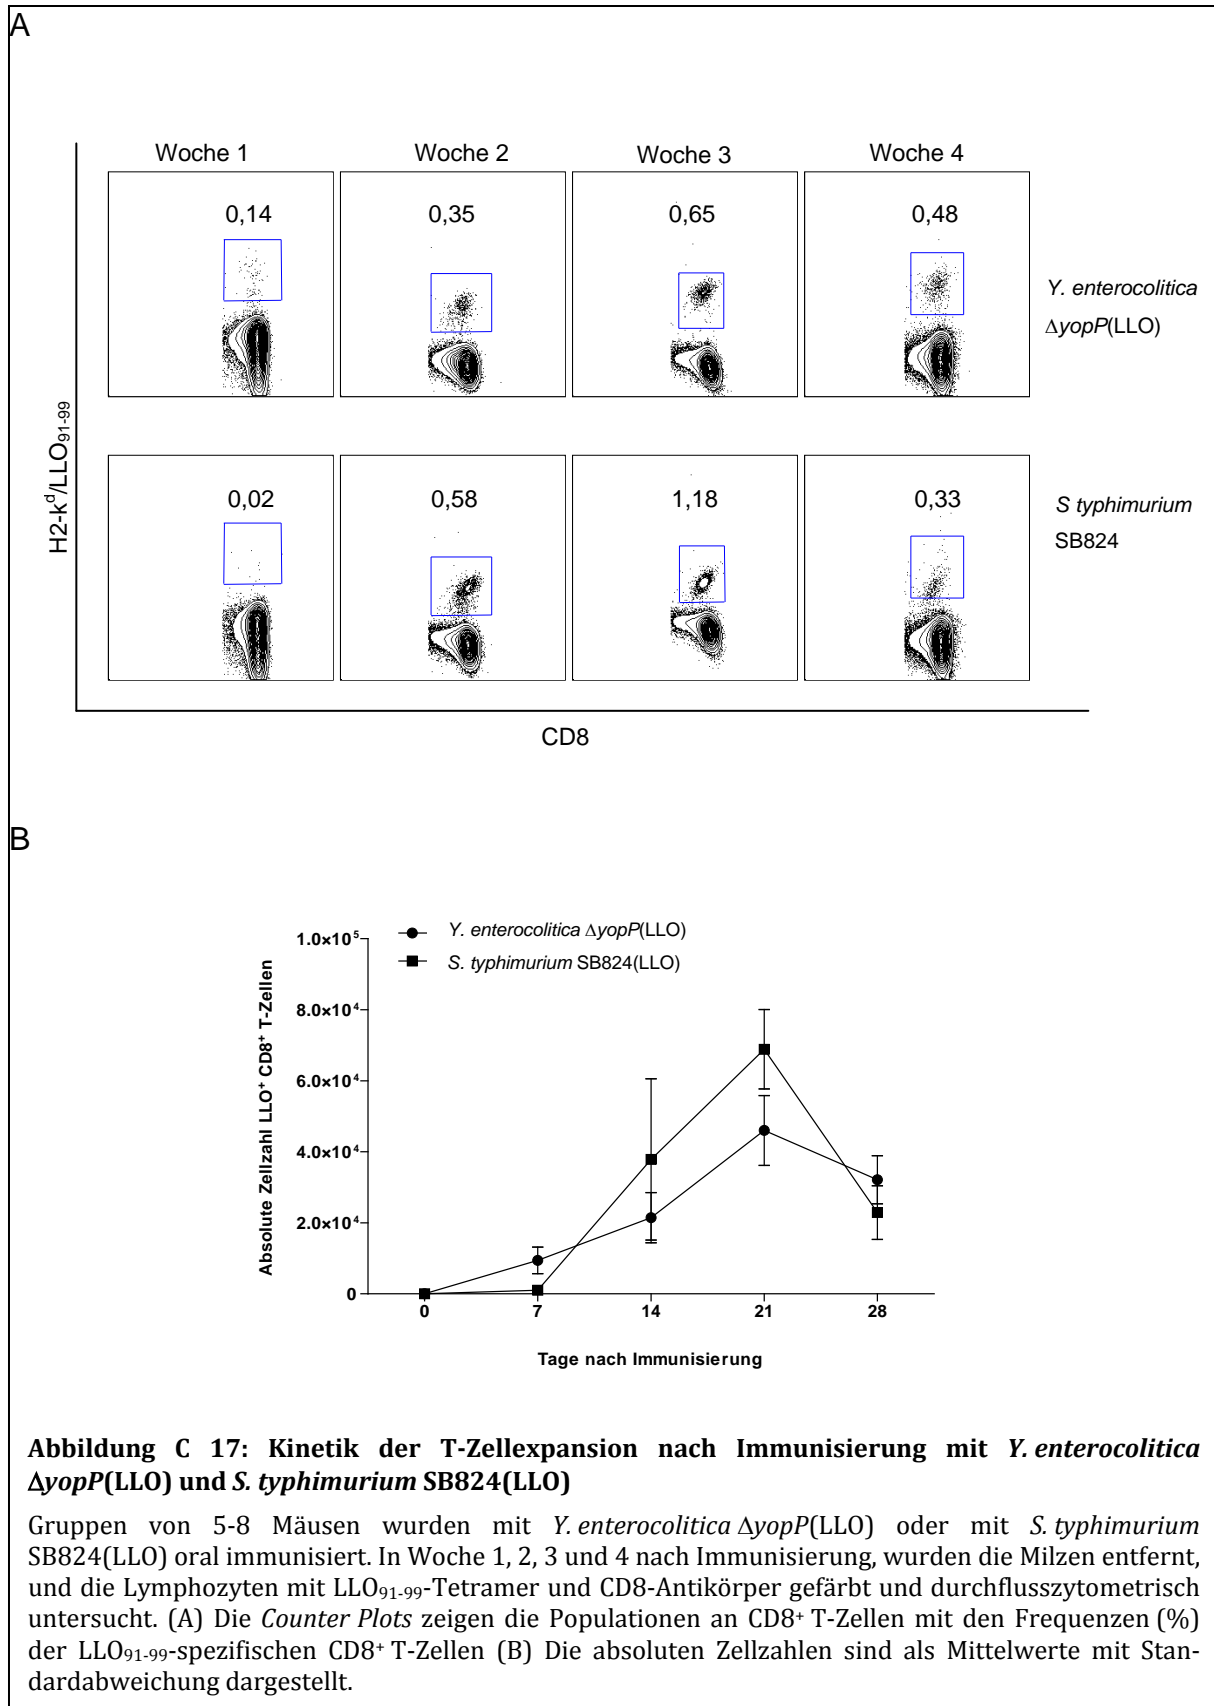 A
Woche 1 Woche 2 Woche 3 Woche 4
0,14 0,35 0,65 0,48
Y. enterocolitica
ΔyopP(LLO)
H2-kᵈ/LLO₉₁₋₉₉
0,02 0,58 1,18 0,33
S typhimurium
SB824
CD8
B
Y. enterocolitica ΔyopP(LLO)
S. typhimurium SB824(LLO)
Absolute Zellzahl LLO⁺ CD8⁺ T-Zellen
1.0×10⁵
8.0×10⁴
6.0×10⁴
4.0×10⁴
2.0×10⁴
0
0 7 14 21 28
Tage nach Immunisierung
Abbildung C 17: Kinetik der T-Zellexpansion nach Immunisierung mit Y. enterocolitica
ΔyopP(LLO) und S. typhimurium SB824(LLO)
Gruppen von 5-8 Mäusen wurden mit Y. enterocolitica ΔyopP(LLO) oder mit S. typhimurium
SB824(LLO) oral immunisiert. In Woche 1, 2, 3 und 4 nach Immunisierung, wurden die Milzen entfernt,
und die Lymphozyten mit LLO₉₁₋₉₉-Tetramer und CD8-Antikörper gefärbt und durchflusszytometrisch
untersucht. (A) Die Counter Plots zeigen die Populationen an CD8⁺ T-Zellen mit den Frequenzen (%)
der LLO₉₁₋₉₉-spezifischen CD8⁺ T-Zellen (B) Die absoluten Zellzahlen sind als Mittelwerte mit Stan-
dardabweichung dargestellt.